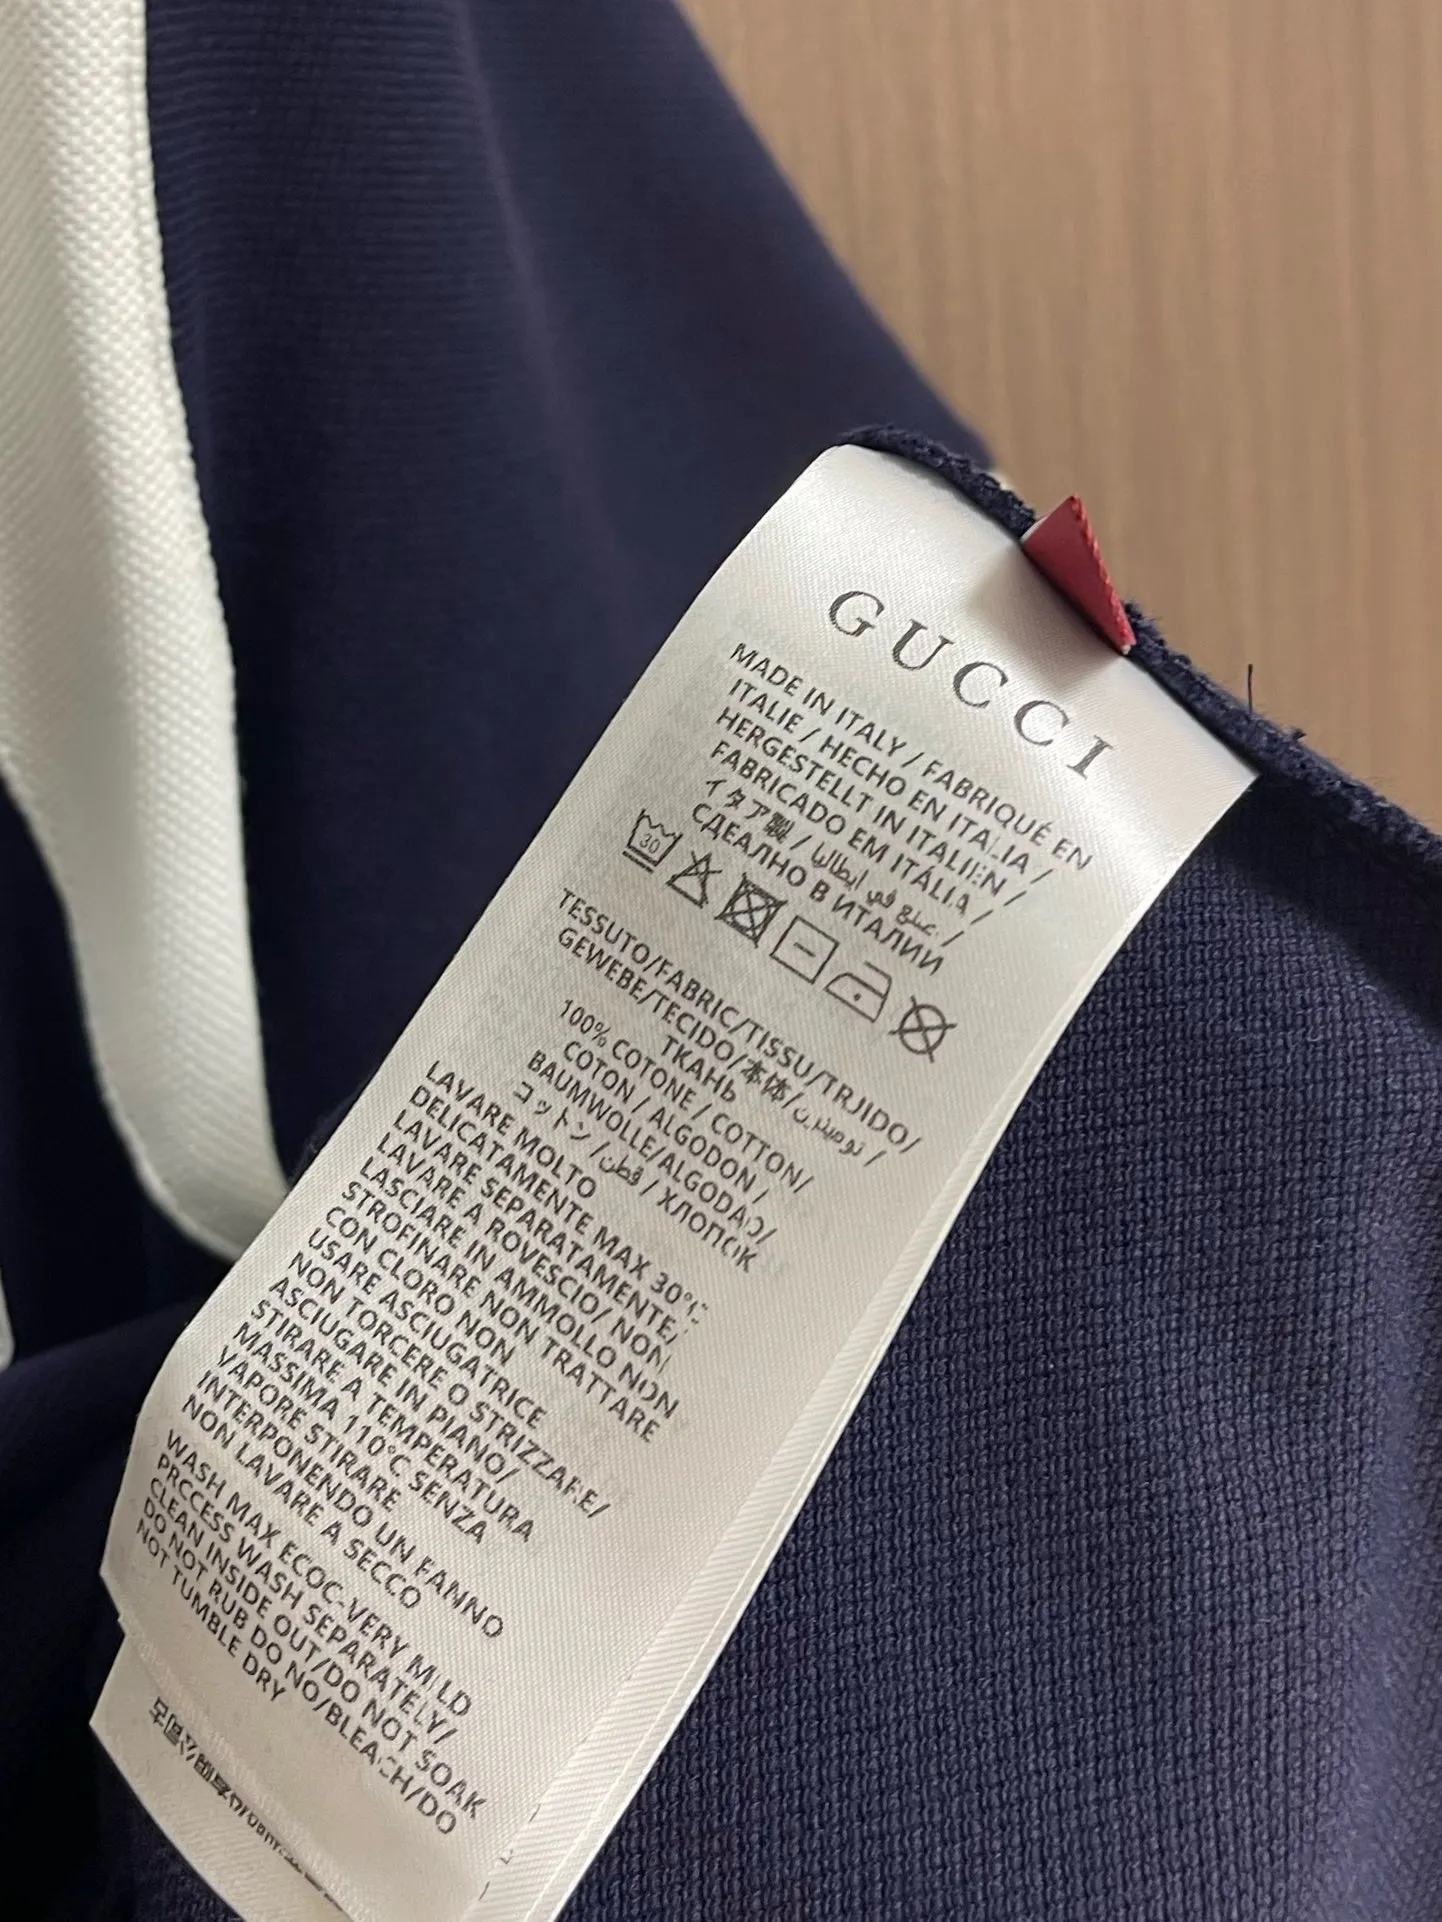 GUCCI
MADE IN ITALY / FABRIQUÉ EN
ITALIE / HECHO EN ITALIA /
HERGESTELLT IN ITALIEN /
FABRICADO EM ITÁLIA /
イタア製 /
СДЕАЛНО В ИТАЛИИ
30
TESSUTO/FABRIC/TISSU/TRJIDO/
GEWEBE/TECIDO/本体/
ТКАНЬ
100% COTONE / COTTON/
COTON / ALGODON /
BAUMWOLLE/ALGODAO/
コットン / قطن / ХЛОПОК
LAVARE MOLTO
DELICATAMENTE MAX 30°C
LAVARE SEPARATAMENTE/
LAVARE A ROVESCIO/ NON
LASCIARE IN AMMOLLO NON
STROFINARE NON TRATTARE
CON CLORO NON
USARE ASCIUGATRICE
NON TORCERE O STRIZZARE/
ASCIUGARE IN PIANO/
STIRARE A TEMPERATURA
MASSIMA 110°C SENZA
VAPORE STIRARE
INTERPONENDO UN FANNO
NON LAVARE A SECCO
WASH MAX ECOC-VERY MILD
PRCCESS WASH SEPARATELY/
CLEAN INSIDE OUT/DO NOT SOAK
DO NOT RUB DO NO/BLEACH/DO
NOT TUMBLE DRY